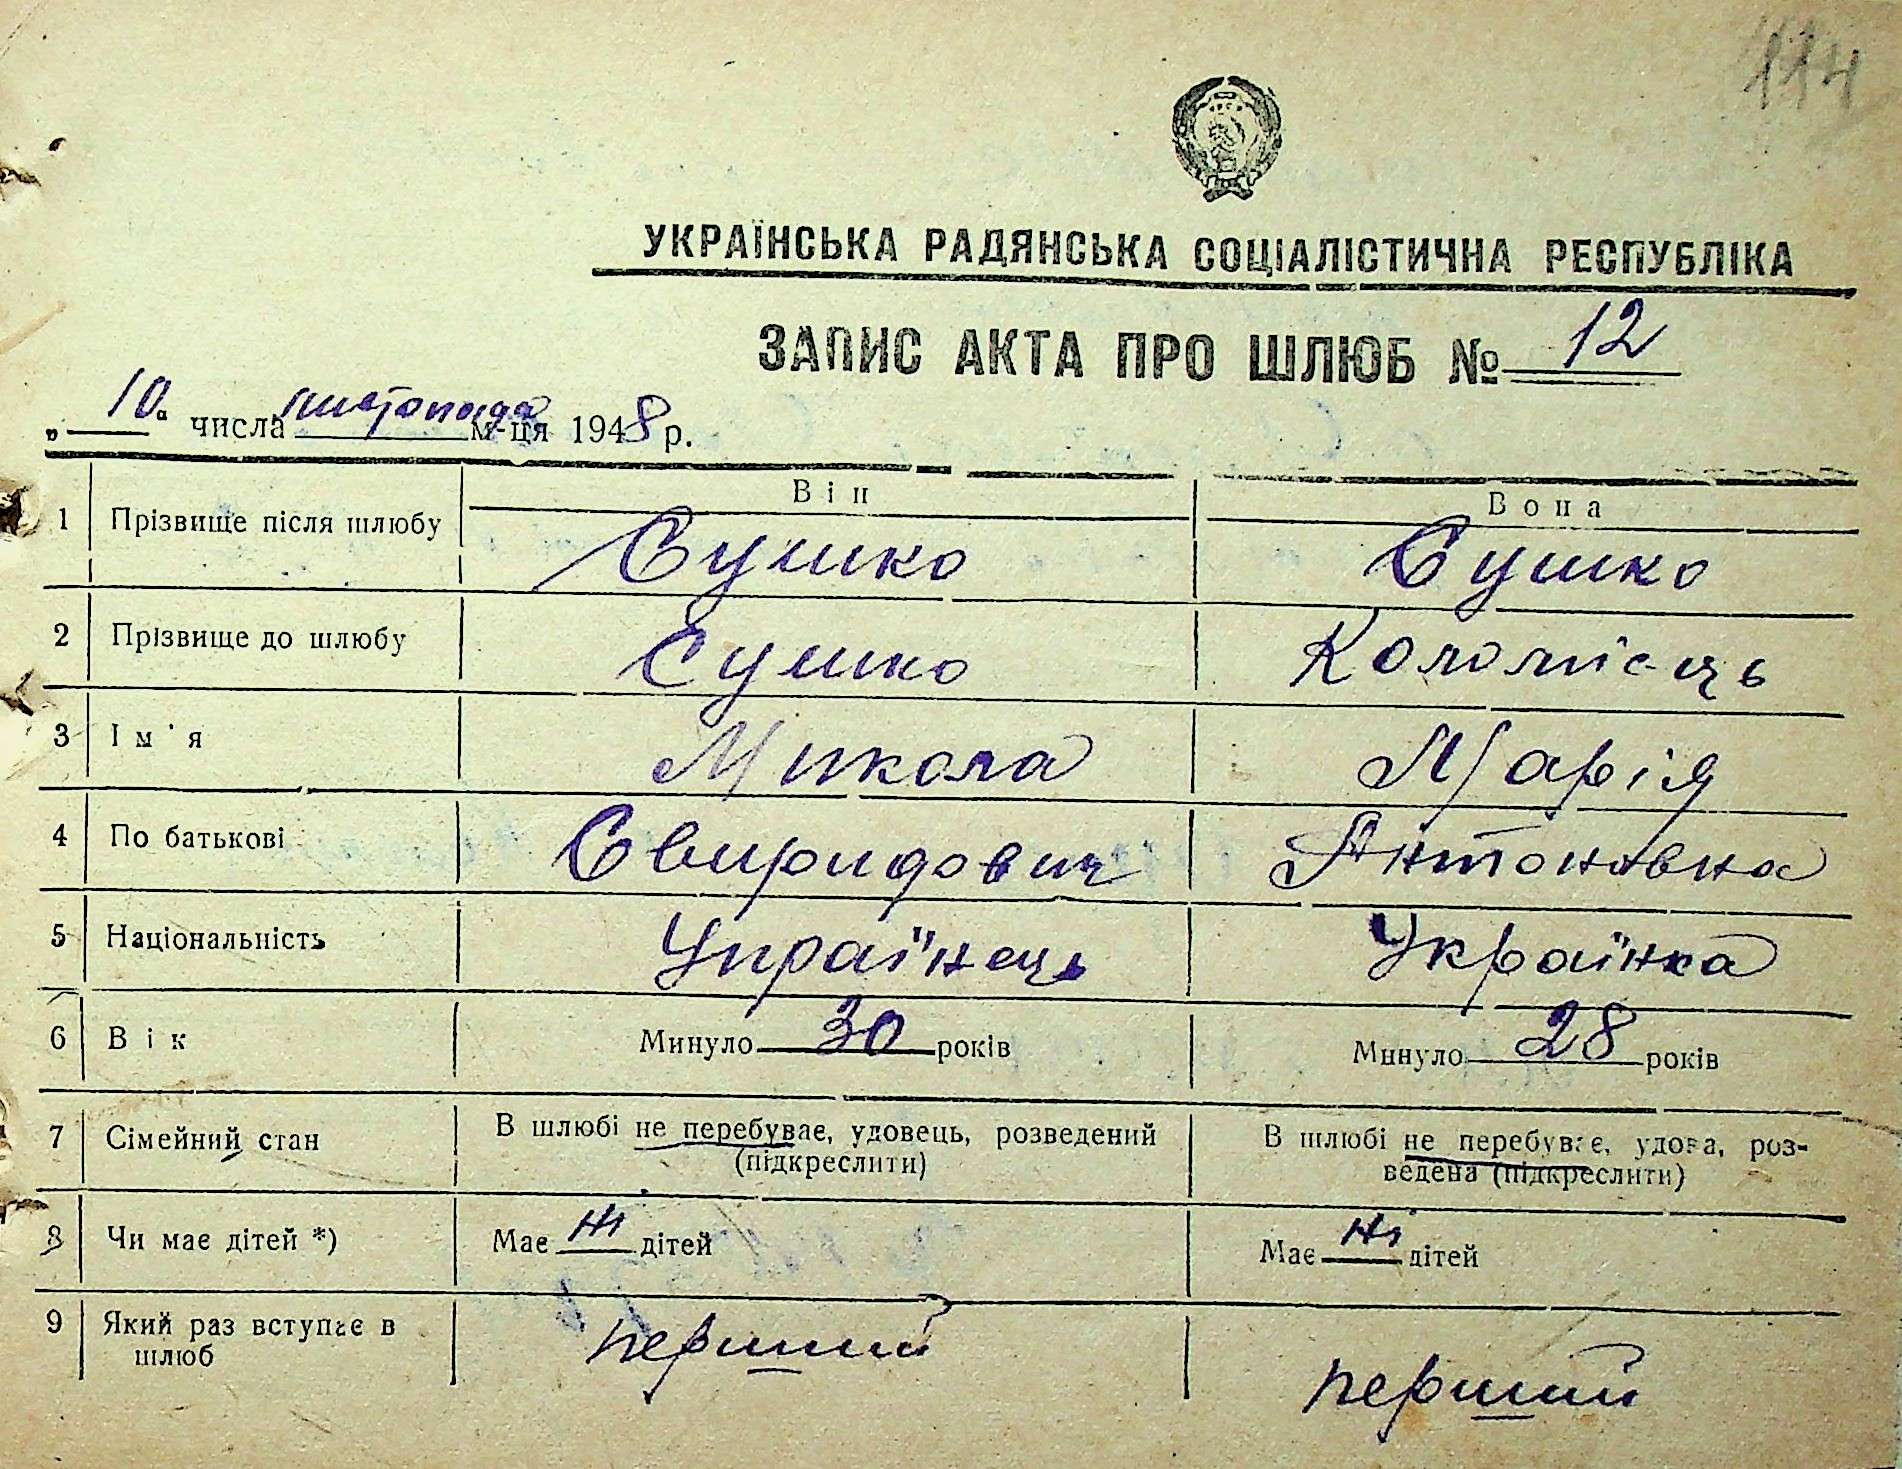 114
УКРАЇНСЬКА РАДЯНСЬКА СОЦІАЛІСТИЧНА РЕСПУБЛІКА
ЗАПИС АКТА ПРО ШЛЮБ № 12
„10“ числа листопада м-ця 1948 р.
Він Вона
1 Прізвище після шлюбу Сушко Сушко
2 Прізвище до шлюбу Сушко Коломієць
3 Ім'я Микола Марія
4 По батькові Свиридович Антоновна
5 Національність Українець Українка
6 Вік Минуло 30 років Минуло 28 років
7 Сімейний стан В шлюбі не перебуває, удовець, розведений В шлюбі не перебуває, удова, роз-
(підкреслити) ведена (підкреслити)
8 Чи має дітей *) Має ні дітей Має ні дітей
9 Який раз вступає в перший перший
шлюб